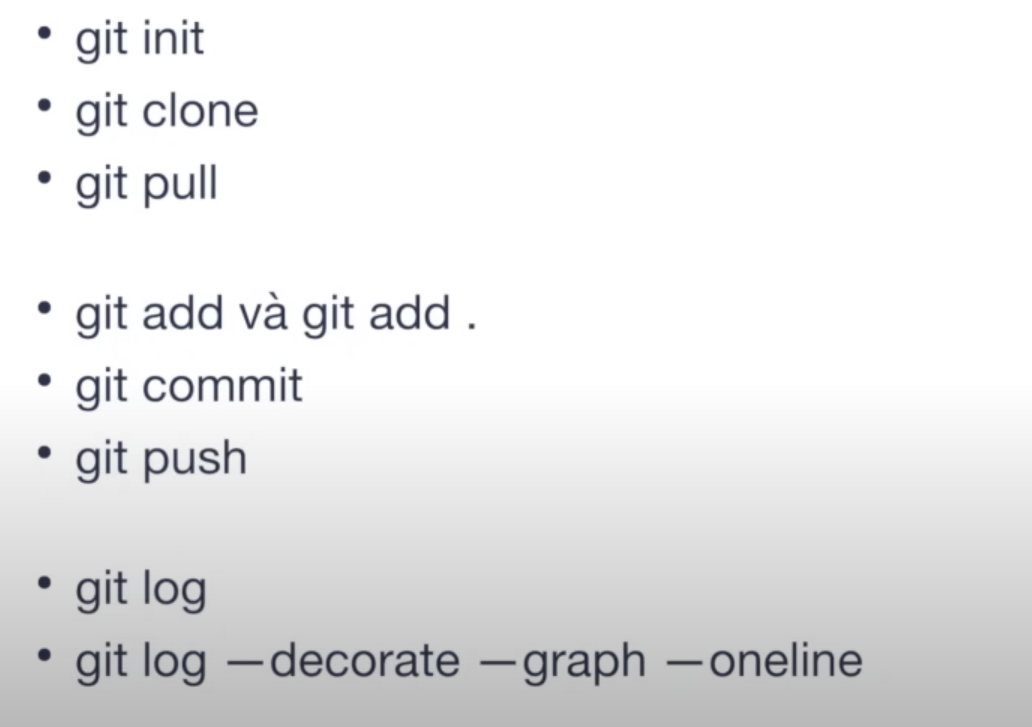 • git init
• git clone
• git pull
• git add và git add .
• git commit
• git push
• git log
• git log —decorate —graph —oneline